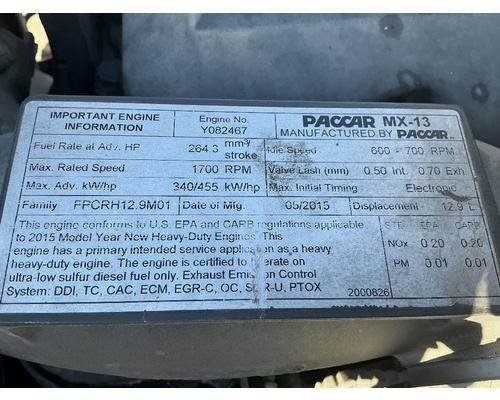 IMPORTANT ENGINE INFORMATION
Engine No.
Y082467
PACCAR MX-13
MANUFACTURED BY PACCAR
Fuel Rate at Adv. HP 264.3 stroke Idle Speed 600 - 700 RPM
Max. Rated Speed 1700 RPM Valve Lash (mm) 0.50 Int. 0.70 Exh
Max. Adv. kW/hp 340/455 kW/hp Max. Initial Timing Electronic
Family FPCRH12.9M01 Date of Mfg. 05/2015 Displacement 12.9 L
This engine conforms to U.S. EPA and CARB regulations applicable
to 2015 Model Year New Heavy-Duty Engines. This
engine has a primary intended service application as a heavy
heavy-duty engine. The engine is certified to operate on
ultra-low sulfur diesel fuel only. Exhaust Emission Control
System: DDI, TC, CAC, ECM, EGR-C, OC, SCR-U, PTOX
NOx 0.20 0.20
PM 0.01 0.01
2000826